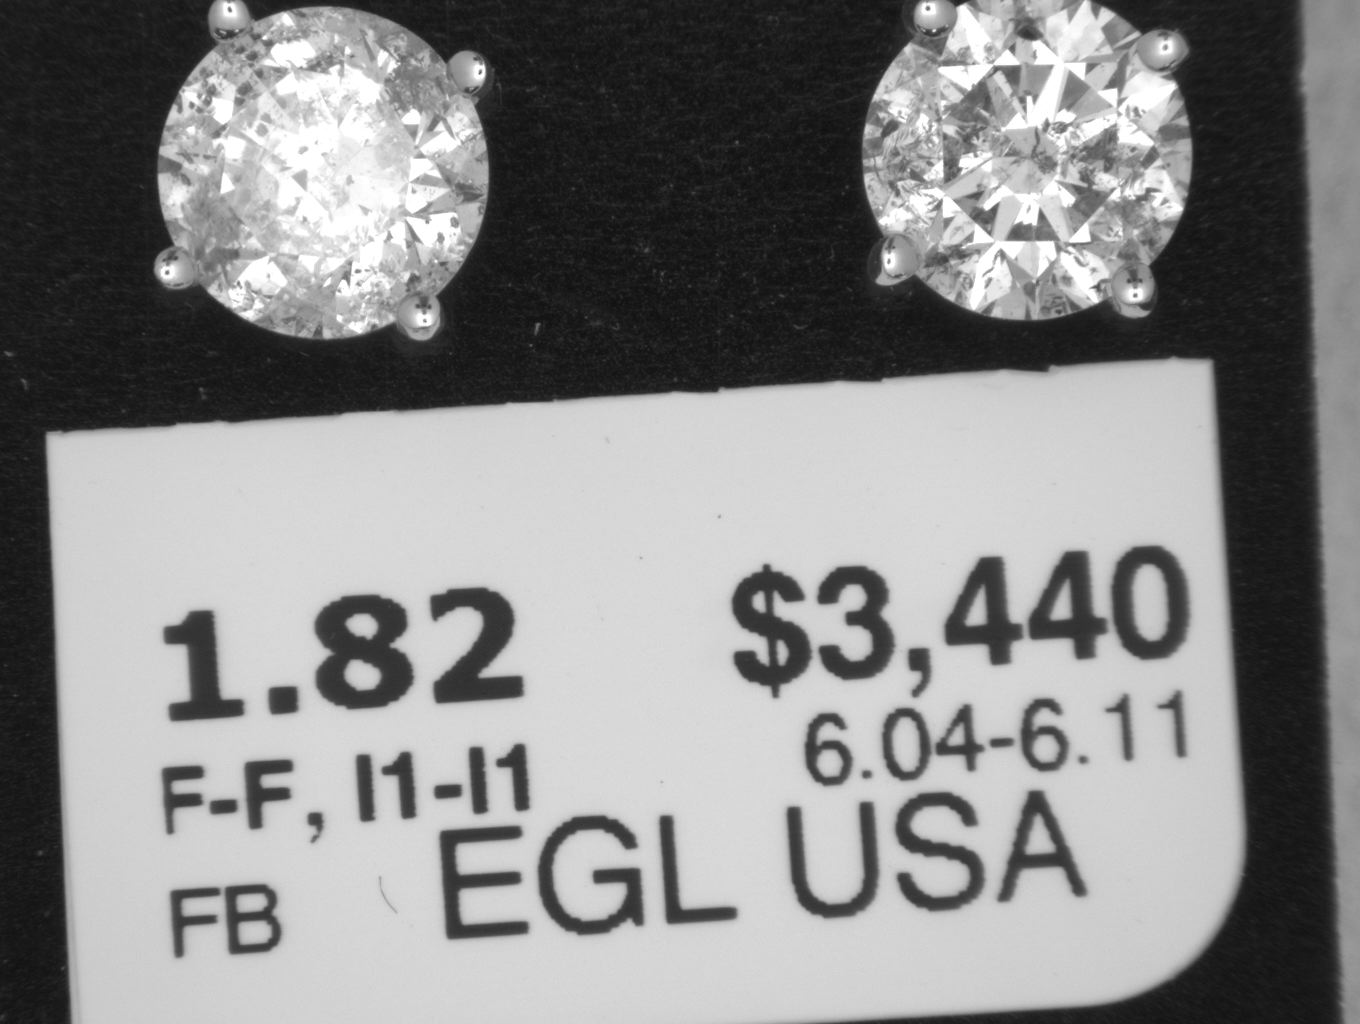 1.82 $3,440
6.04-6.11
F-F, I1-I1
EGL USA
FB